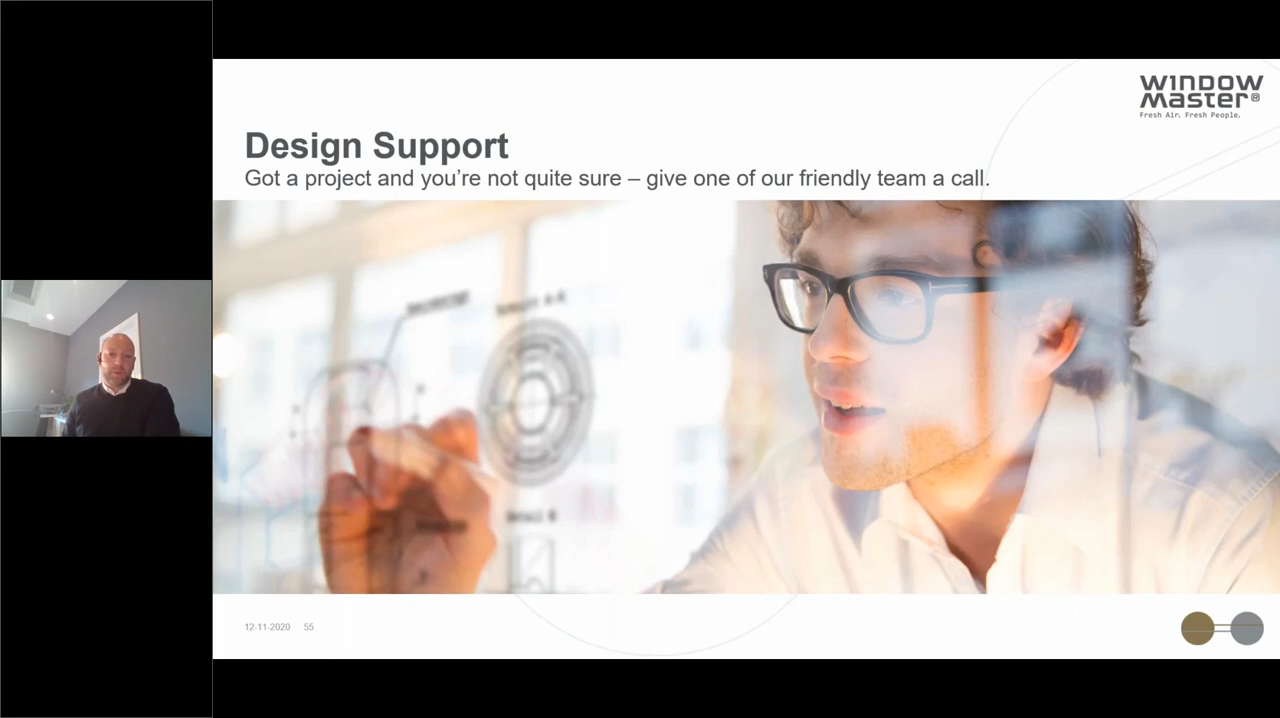 WINDOW
Master®
Fresh Air. Fresh People.
Design Support
Got a project and you’re not quite sure – give one of our friendly team a call.
12-11-2020 55